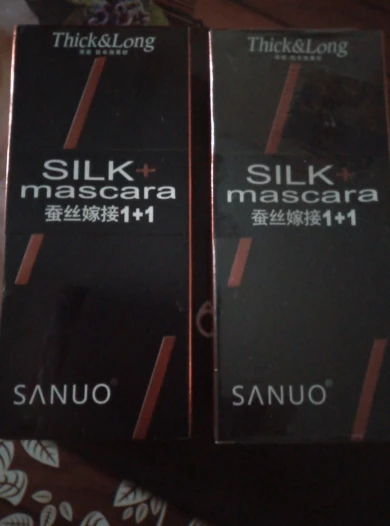 Thick&Long
SILK+
mascara
蚕丝嫁接1+1
SANUO®
Thick&Long
SILK+
mascara
蚕丝嫁接1+1
SANUO®